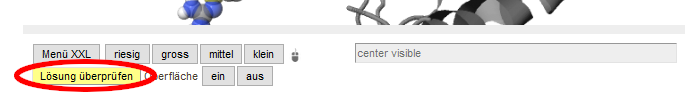 Menü XXL riesig gross mittel klein center visible
Lösung überprüfen Oberfläche ein aus